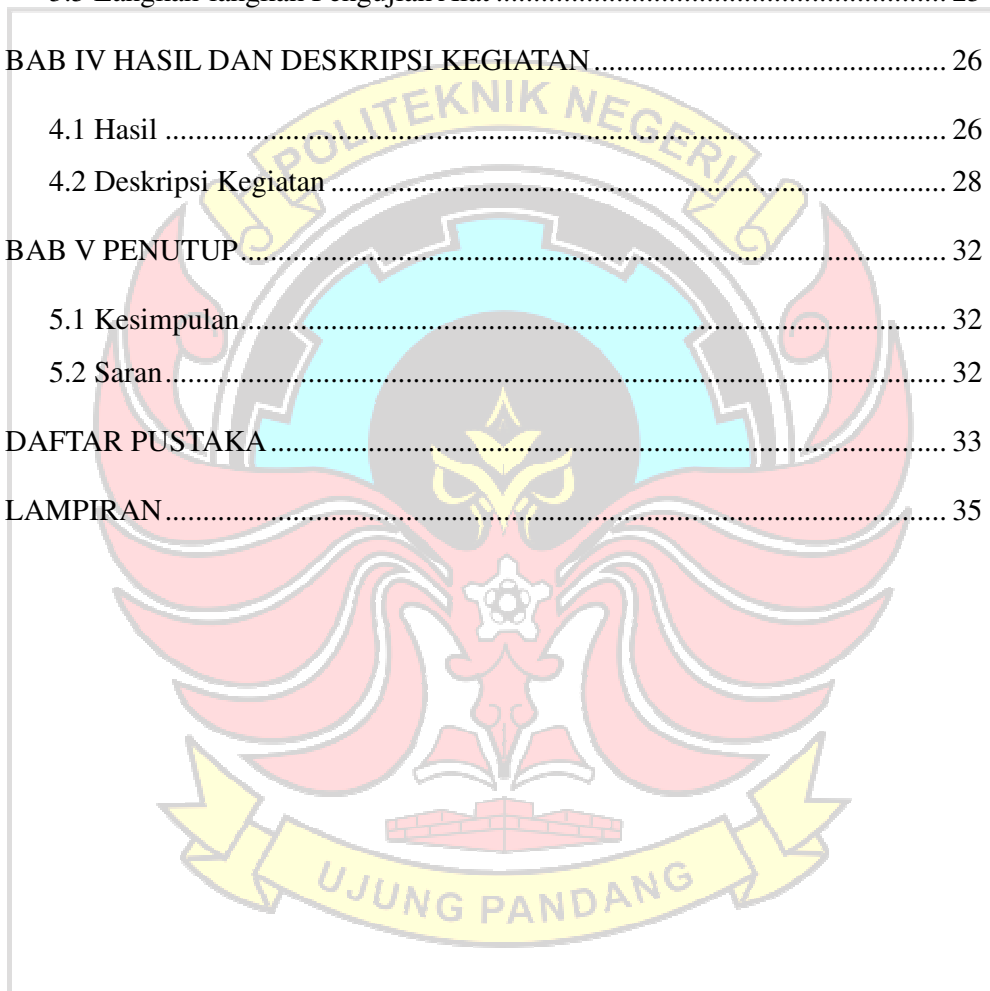 BAB IV HASIL DAN DESKRIPSI KEGIATAN ........................................ 26
4.1 Hasil ........................................ 26
4.2 Deskripsi Kegiatan ........................................ 28
BAB V PENUTUP ........................................ 32
5.1 Kesimpulan ........................................ 32
5.2 Saran ........................................ 32
DAFTAR PUSTAKA ........................................ 33
LAMPIRAN ........................................ 35
POLITEKNIK NEGERI
UJUNG PANDANG